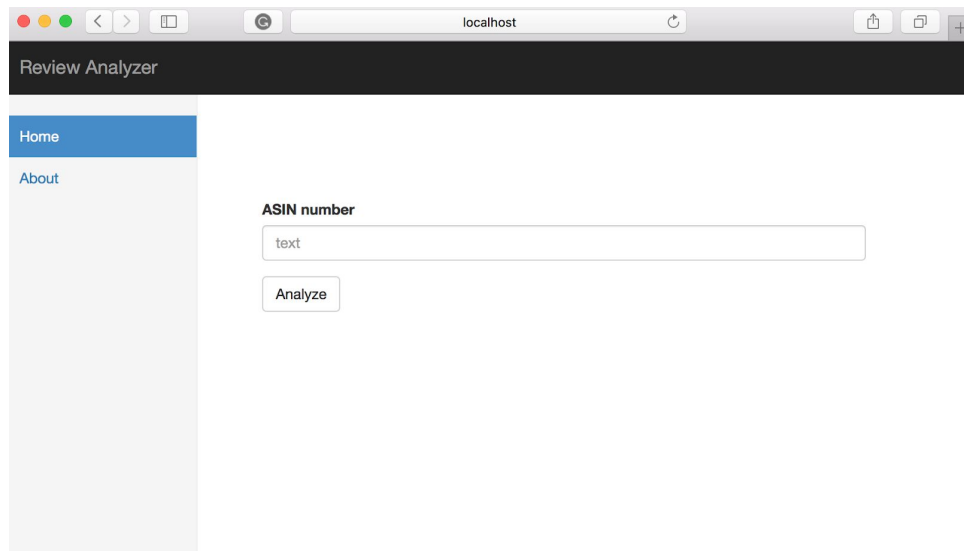 localhost
Review Analyzer
Home
About
ASIN number
text
Analyze